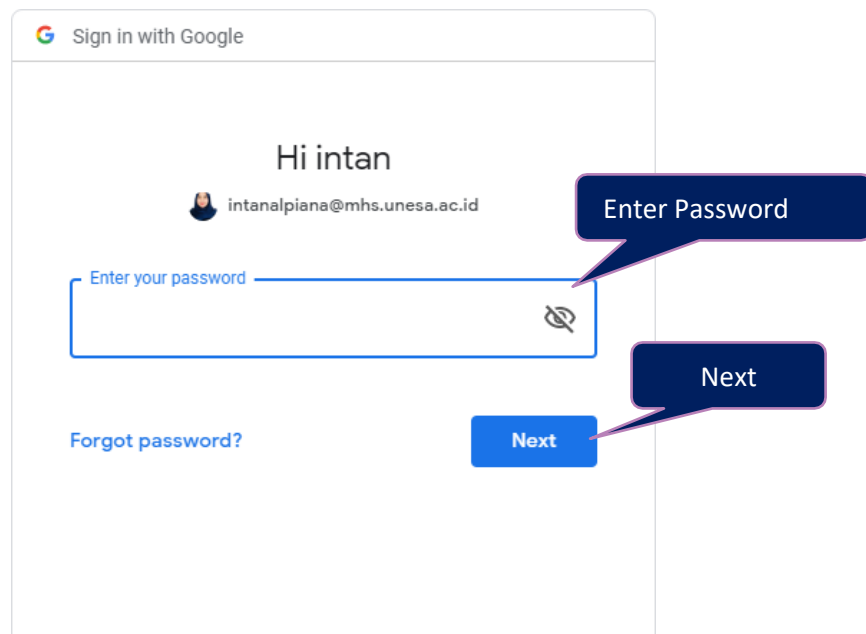 Sign in with Google
Hi intan
intanalpiana@mhs.unesa.ac.id
Enter Password
Enter your password
Next
Forgot password?
Next